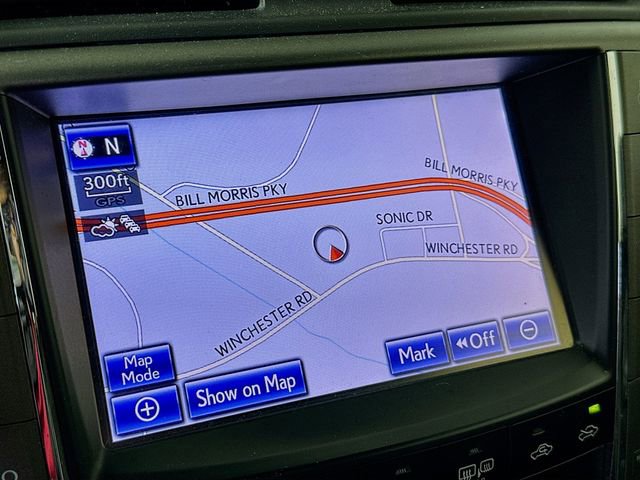 N
300ft
GPS
BILL MORRIS PKY
BILL MORRIS PKY
SONIC DR
WINCHESTER RD
WINCHESTER RD
Map
Mode
Show on Map
Mark
Off